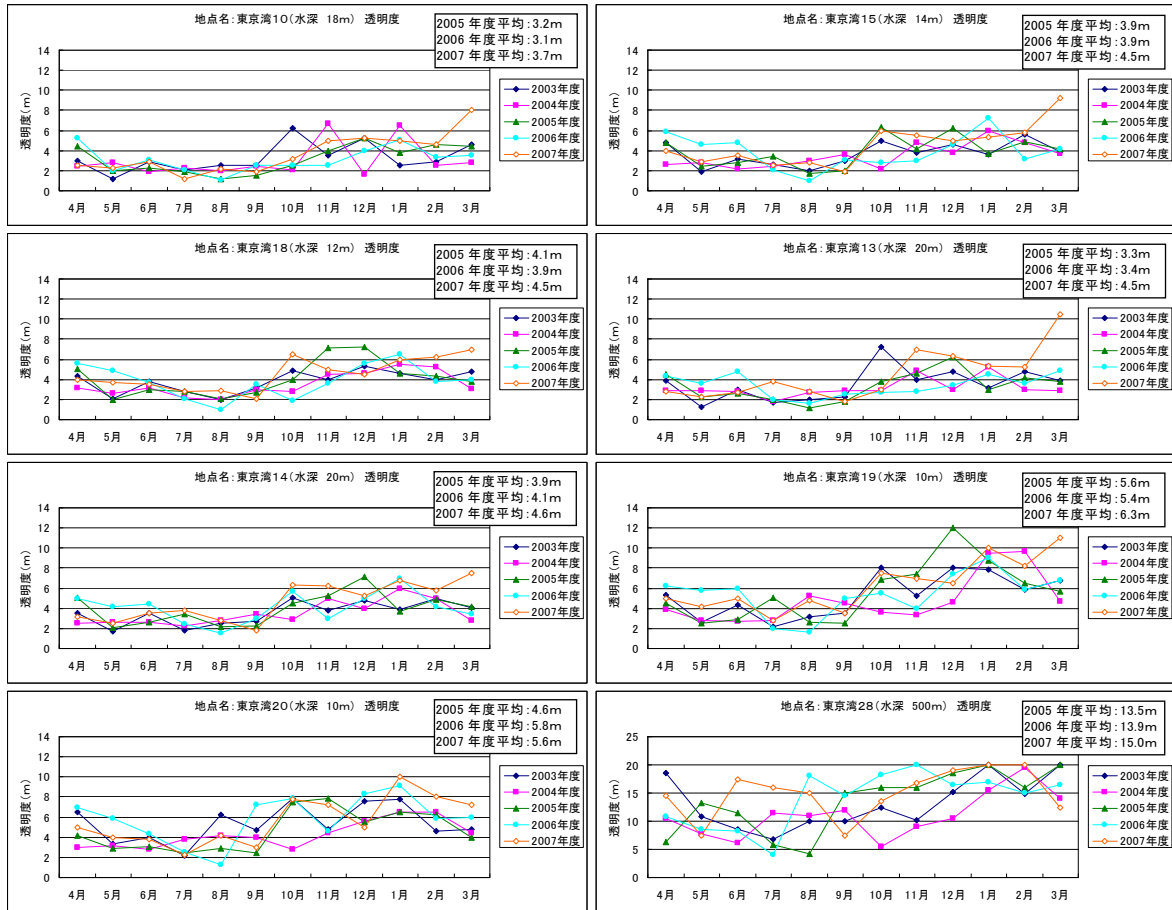 地点名：東京湾10（水深 18m） 透明度
2005 年度平均：3.2m
2006 年度平均：3.1m
2007 年度平均：3.7m
透明度（m）
14
12
10
8
6
4
2
0
4月 5月 6月 7月 8月 9月 10月 11月 12月 1月 2月 3月
2003年度
2004年度
2005年度
2006年度
2007年度
地点名：東京湾15（水深 14m） 透明度
2005 年度平均：3.9m
2006 年度平均：3.9m
2007 年度平均：4.5m
透明度（m）
14
12
10
8
6
4
2
0
4月 5月 6月 7月 8月 9月 10月 11月 12月 1月 2月 3月
2003年度
2004年度
2005年度
2006年度
2007年度
地点名：東京湾18（水深 12m） 透明度
2005 年度平均：4.1m
2006 年度平均：3.9m
2007 年度平均：4.5m
透明度（m）
14
12
10
8
6
4
2
0
4月 5月 6月 7月 8月 9月 10月 11月 12月 1月 2月 3月
2003年度
2004年度
2005年度
2006年度
2007年度
地点名：東京湾13（水深 20m） 透明度
2005 年度平均：3.3m
2006 年度平均：3.4m
2007 年度平均：4.5m
透明度（m）
14
12
10
8
6
4
2
0
4月 5月 6月 7月 8月 9月 10月 11月 12月 1月 2月 3月
2003年度
2004年度
2005年度
2006年度
2007年度
地点名：東京湾14（水深 20m） 透明度
2005 年度平均：3.9m
2006 年度平均：4.1m
2007 年度平均：4.6m
透明度（m）
14
12
10
8
6
4
2
0
4月 5月 6月 7月 8月 9月 10月 11月 12月 1月 2月 3月
2003年度
2004年度
2005年度
2006年度
2007年度
地点名：東京湾19（水深 10m） 透明度
2005 年度平均：5.6m
2006 年度平均：5.4m
2007 年度平均：6.3m
透明度（m）
14
12
10
8
6
4
2
0
4月 5月 6月 7月 8月 9月 10月 11月 12月 1月 2月 3月
2003年度
2004年度
2005年度
2006年度
2007年度
地点名：東京湾20（水深 10m） 透明度
2005 年度平均：4.6m
2006 年度平均：5.8m
2007 年度平均：5.6m
透明度（m）
14
12
10
8
6
4
2
0
4月 5月 6月 7月 8月 9月 10月 11月 12月 1月 2月 3月
2003年度
2004年度
2005年度
2006年度
2007年度
地点名：東京湾28（水深 500m） 透明度
2005 年度平均：13.5m
2006 年度平均：13.9m
2007 年度平均：15.0m
透明度（m）
25
20
15
10
5
0
4月 5月 6月 7月 8月 9月 10月 11月 12月 1月 2月 3月
2003年度
2004年度
2005年度
2006年度
2007年度